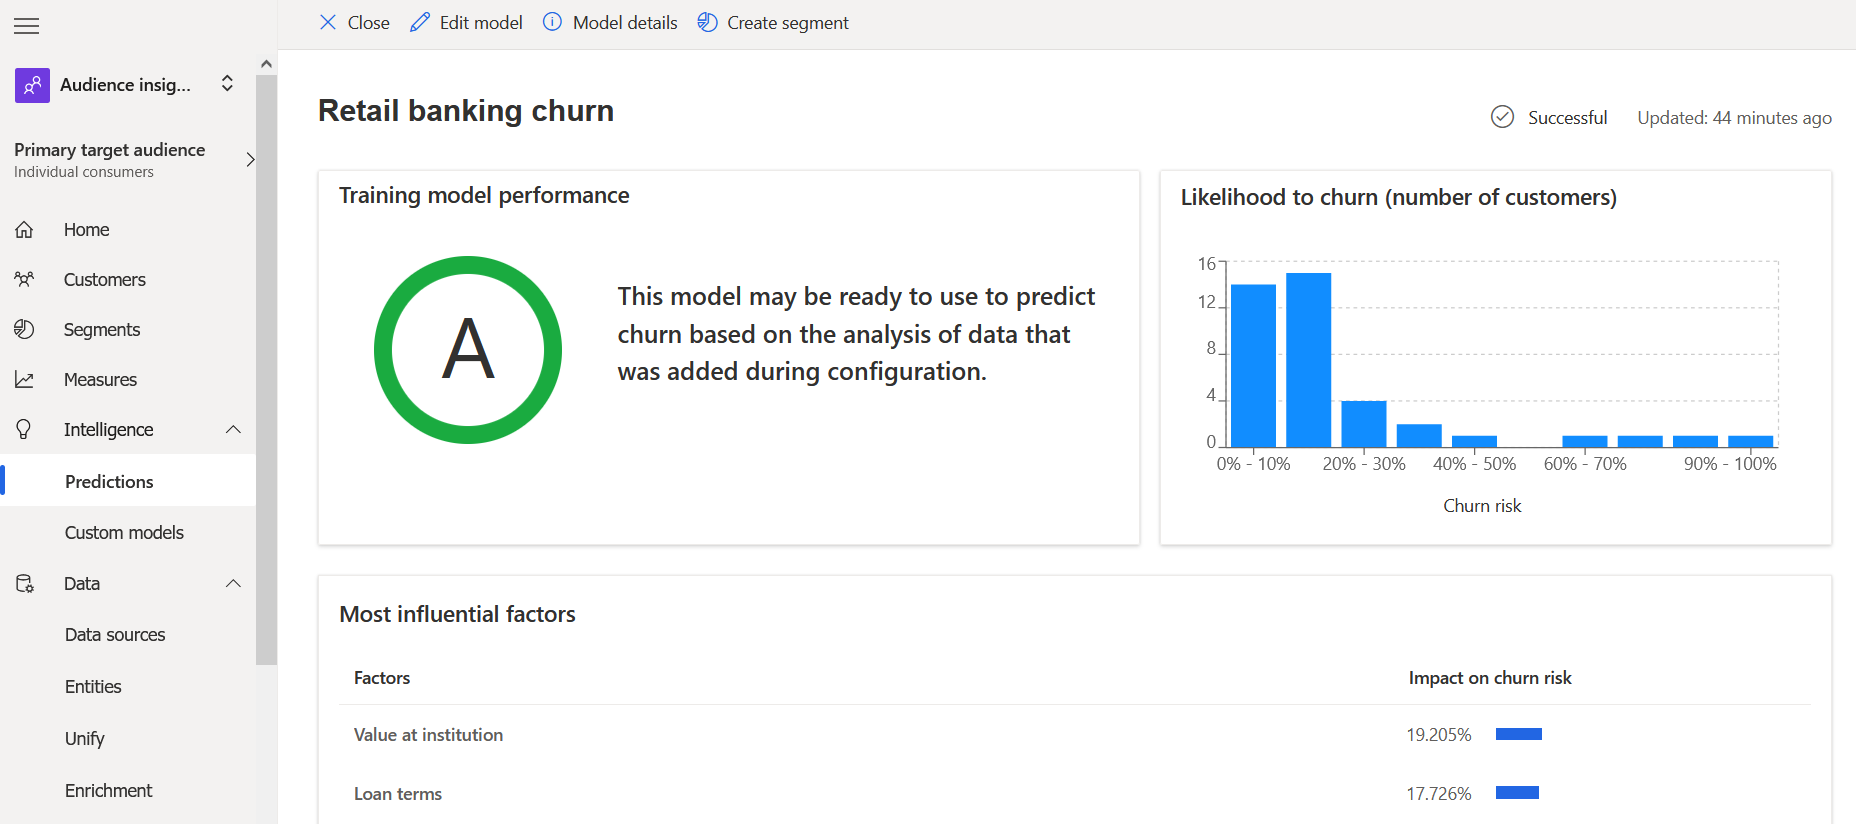 Close
Edit model
Model details
Create segment
Audience insig...
Primary target audience
Individual consumers
Home
Customers
Segments
Measures
Intelligence
Predictions
Custom models
Data
Data sources
Entities
Unify
Enrichment
Retail banking churn
Successful
Updated: 44 minutes ago
Training model performance
A
This model may be ready to use to predict
churn based on the analysis of data that
was added during configuration.
Likelihood to churn (number of customers)
16
12
8
4
0
0% - 10%
20% - 30%
40% - 50%
60% - 70%
90% - 100%
Churn risk
Most influential factors
Factors
Impact on churn risk
Value at institution
19.205%
Loan terms
17.726%